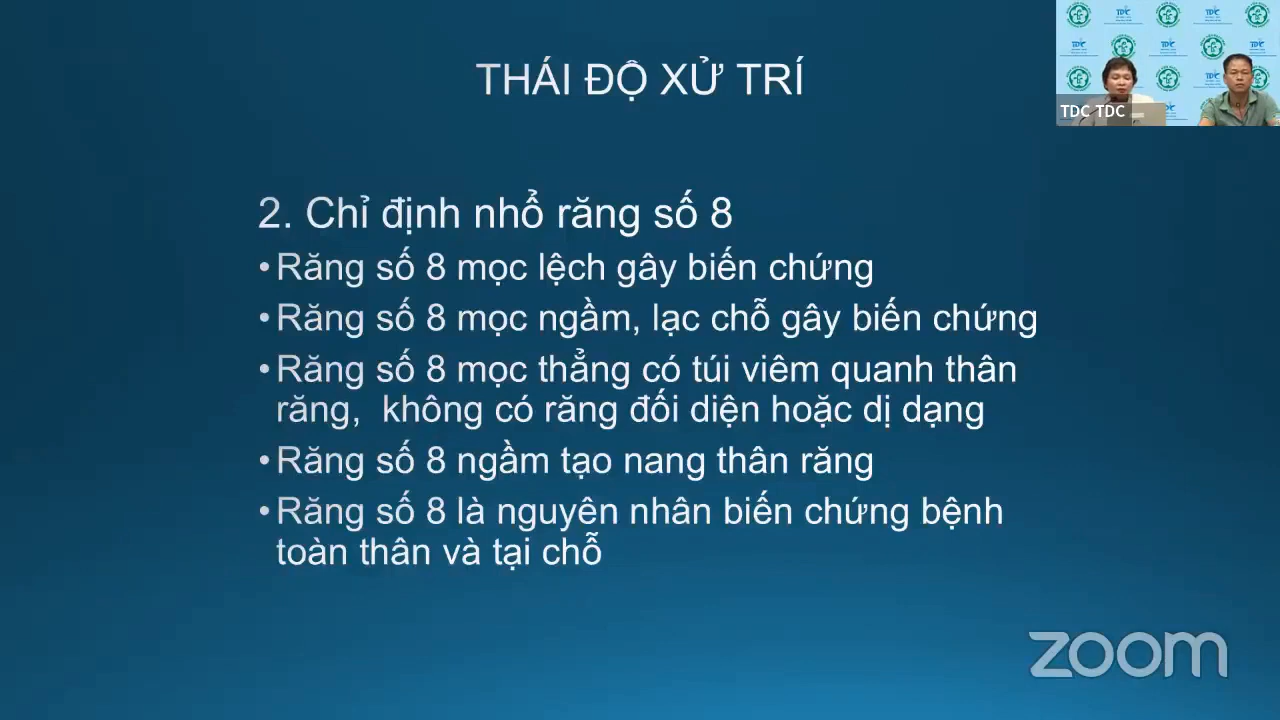 THÁI ĐỘ XỬ TRÍ
TDC TDC
2. Chỉ định nhổ răng số 8
•Răng số 8 mọc lệch gây biến chứng
•Răng số 8 mọc ngầm, lạc chỗ gây biến chứng
•Răng số 8 mọc thẳng có túi viêm quanh thân
răng, không có răng đối diện hoặc dị dạng
•Răng số 8 ngầm tạo nang thân răng
•Răng số 8 là nguyên nhân biến chứng bệnh
toàn thân và tại chỗ
zoom